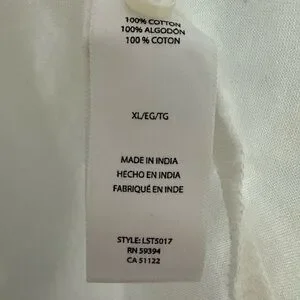 100% COTTON
100% ALGODÓN
100% COTON
XL/EG/TG
MADE IN INDIA
HECHO EN INDIA
FABRIQUÉ EN INDE
STYLE: LST5017
RN 59394
CA 51122